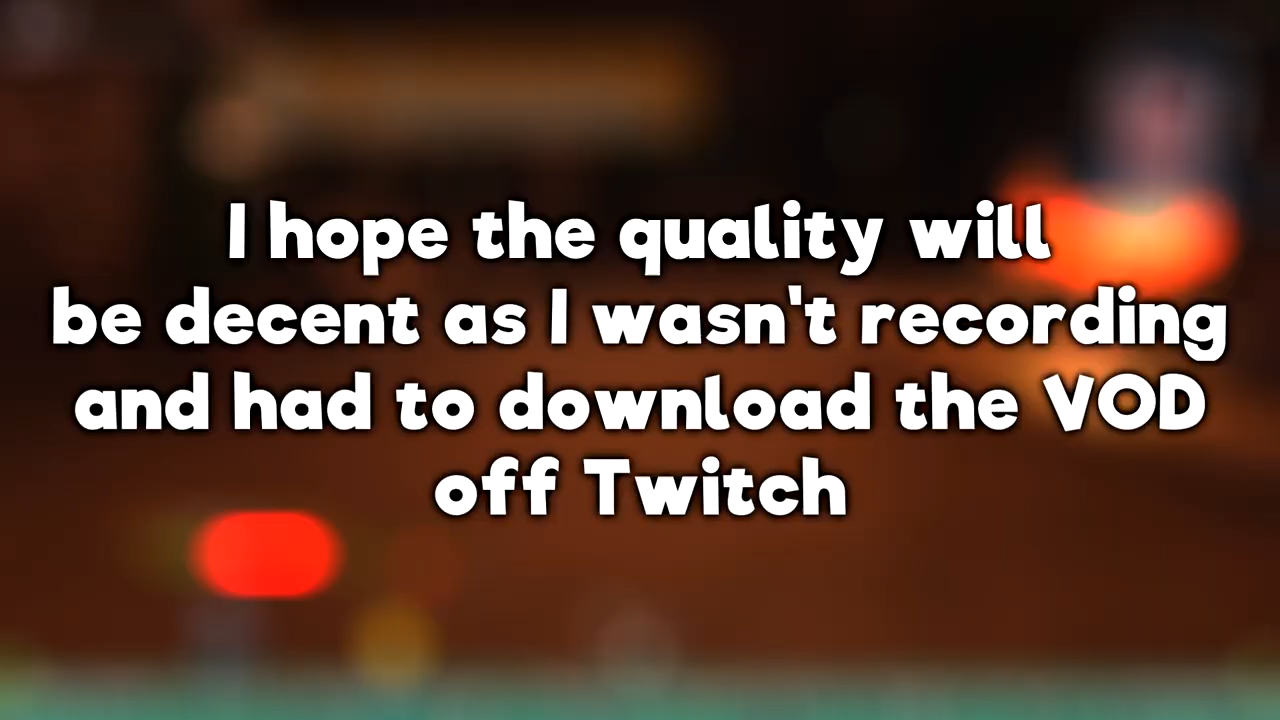 I hope the quality will
be decent as I wasn't recording
and had to download the VOD
off Twitch